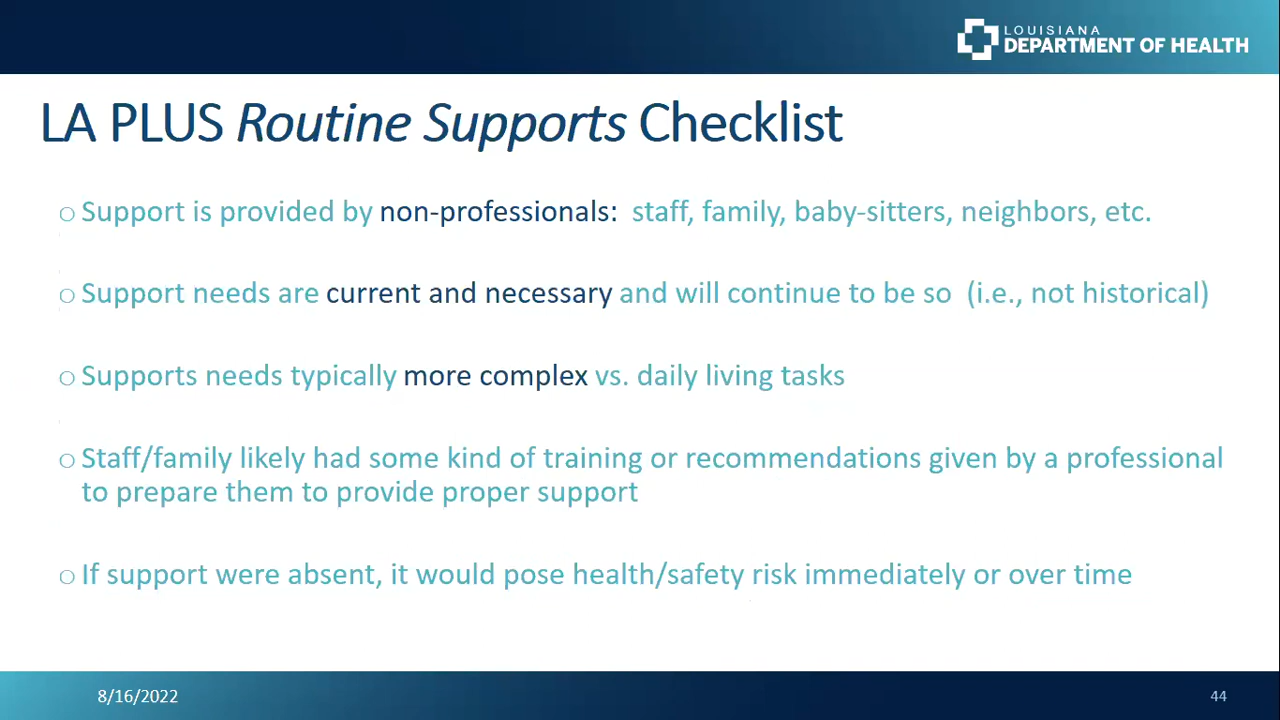 LOUISIANA
DEPARTMENT OF HEALTH
LA PLUS Routine Supports Checklist
○ Support is provided by non-professionals:  staff, family, baby-sitters, neighbors, etc.
○ Support needs are current and necessary and will continue to be so  (i.e., not historical)
○ Supports needs typically more complex vs. daily living tasks
○ Staff/family likely had some kind of training or recommendations given by a professional
to prepare them to provide proper support
○ If support were absent, it would pose health/safety risk immediately or over time
8/16/2022
44